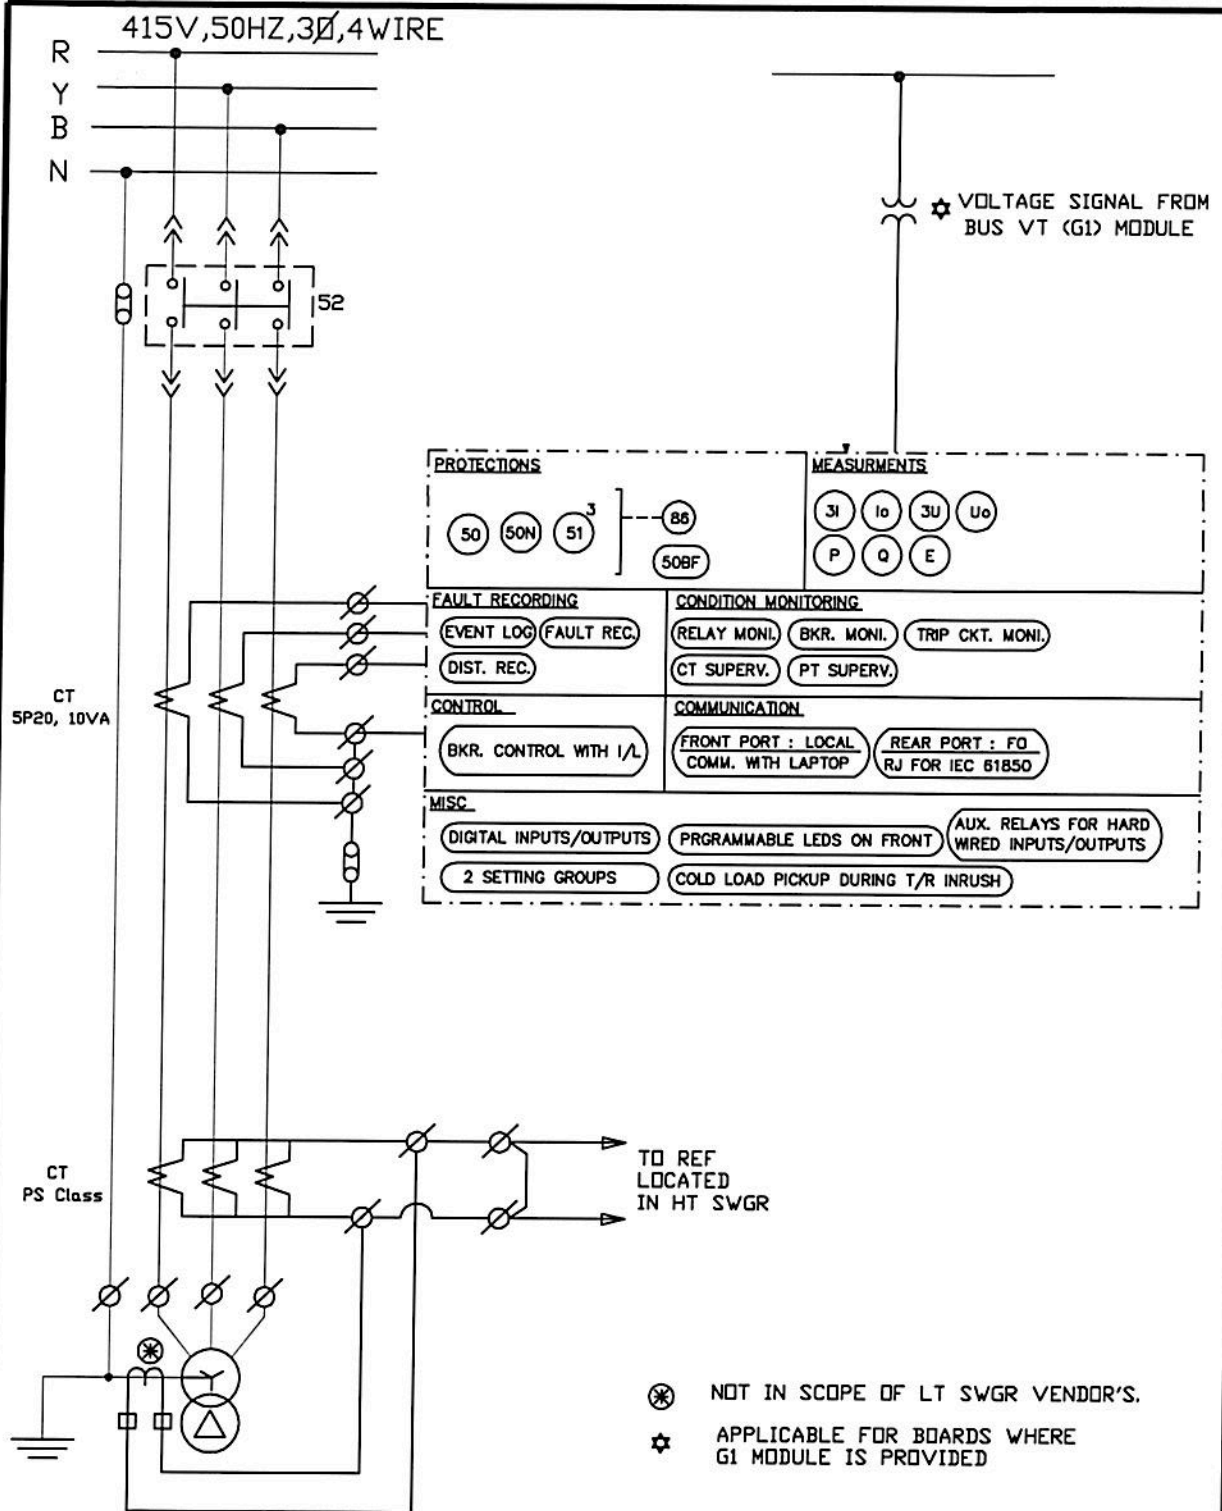 415V,50HZ,3Ø,4WIRE
R
Y
B
N
VOLTAGE SIGNAL FROM
BUS VT (G1) MODULE
52
PROTECTIONS
50
50N
51
3
86
50BF
MEASURMENTS
3I
Io
3U
Uo
P
Q
E
FAULT RECORDING
EVENT LOG
FAULT REC.
DIST. REC.
CONDITION MONITORING
RELAY MONI.
BKR. MONI.
TRIP CKT. MONI.
CT SUPERV.
PT SUPERV.
CT
5P20, 10VA
CONTROL
BKR. CONTROL WITH I/L
COMMUNICATION
FRONT PORT : LOCAL
COMM. WITH LAPTOP
REAR PORT : FO
RJ FOR IEC 61850
MISC
DIGITAL INPUTS/OUTPUTS
PRGRAMMABLE LEDS ON FRONT
AUX. RELAYS FOR HARD
WIRED INPUTS/OUTPUTS
2 SETTING GROUPS
COLD LOAD PICKUP DURING T/R INRUSH
TO REF
LOCATED
IN HT SWGR
CT
PS Class
NOT IN SCOPE OF LT SWGR VENDOR'S.
APPLICABLE FOR BOARDS WHERE
G1 MODULE IS PROVIDED